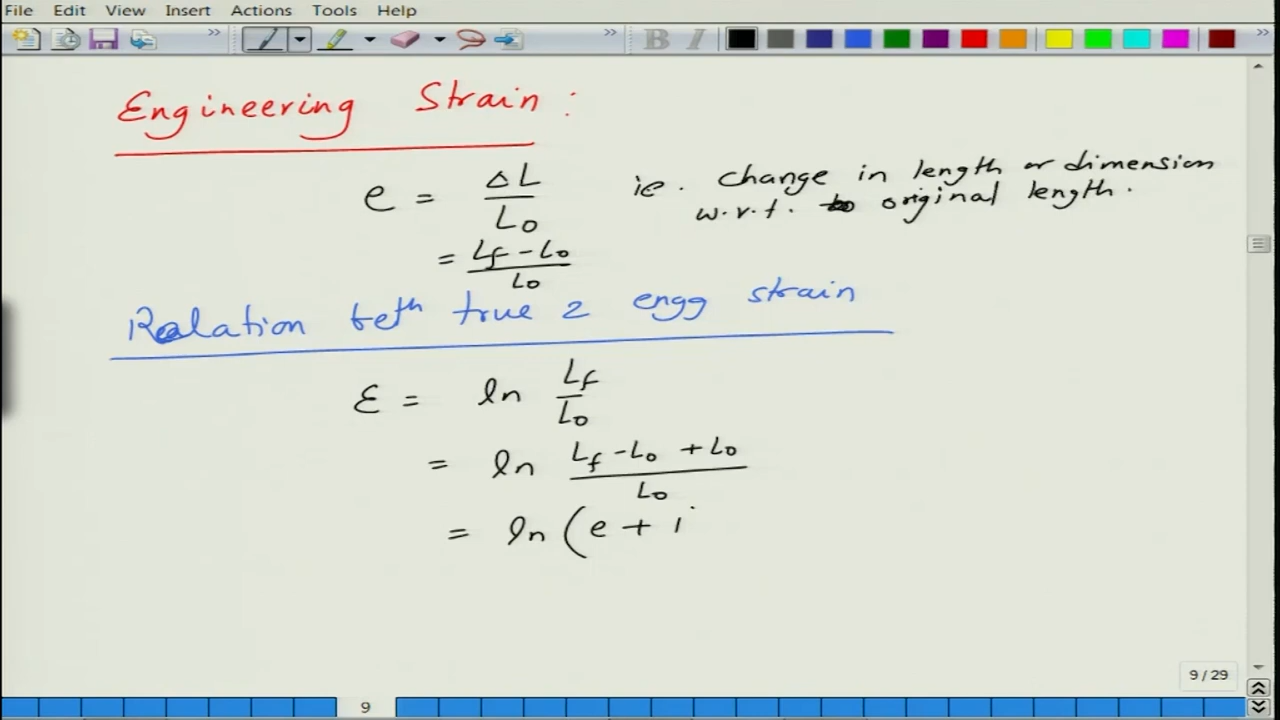 File Edit View Insert Actions Tools Help
B I
Engineering Strain :
e = ΔL / L₀ ie. change in length or dimension
w.r.t. original length.
= Lf - L₀ / L₀
Relation betⁿ true & engg strain
ε = ln Lf / L₀
= ln Lf - L₀ + L₀ / L₀
= ln (e + 1
9 / 29
9